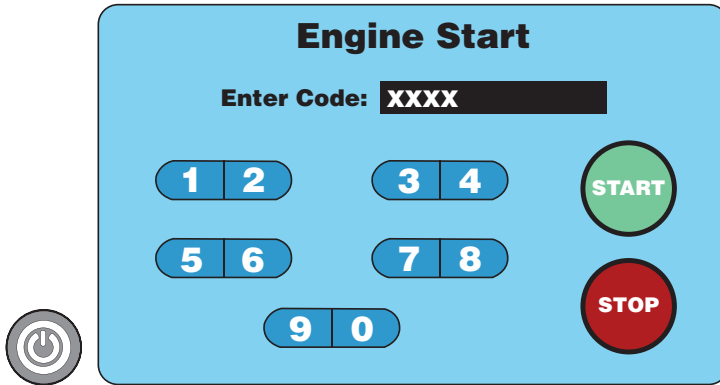 Engine Start
Enter Code: XXXX
1 2 3 4 START
5 6 7 8
9 0 STOP